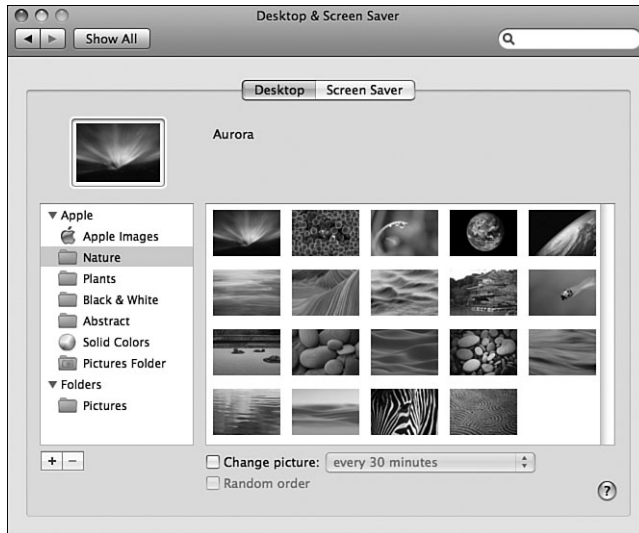 Desktop & Screen Saver
Show All
Desktop Screen Saver
Aurora
Apple
Apple Images
Nature
Plants
Black & White
Abstract
Solid Colors
Pictures Folder
Folders
Pictures
+ −
Change picture: every 30 minutes
Random order
?